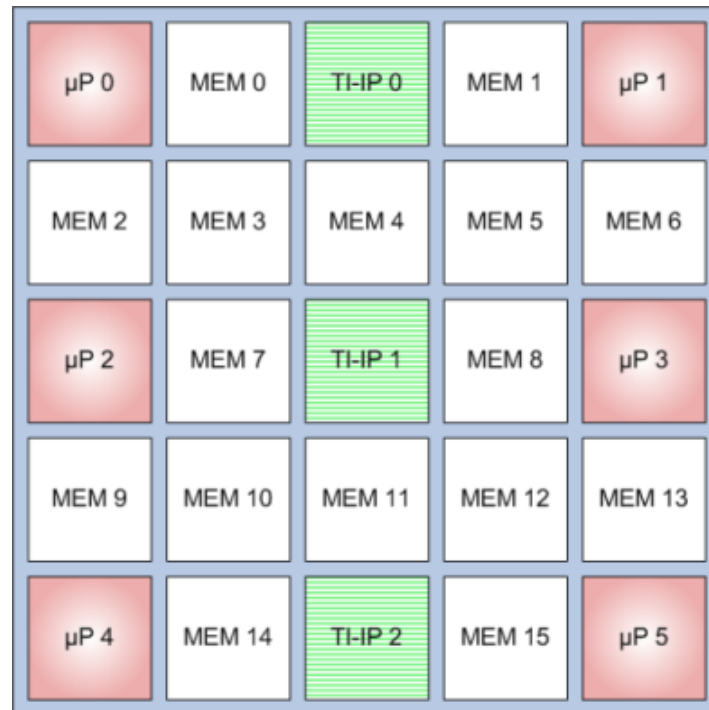 µP 0 MEM 0 TI-IP 0 MEM 1 µP 1
MEM 2 MEM 3 MEM 4 MEM 5 MEM 6
µP 2 MEM 7 TI-IP 1 MEM 8 µP 3
MEM 9 MEM 10 MEM 11 MEM 12 MEM 13
µP 4 MEM 14 TI-IP 2 MEM 15 µP 5